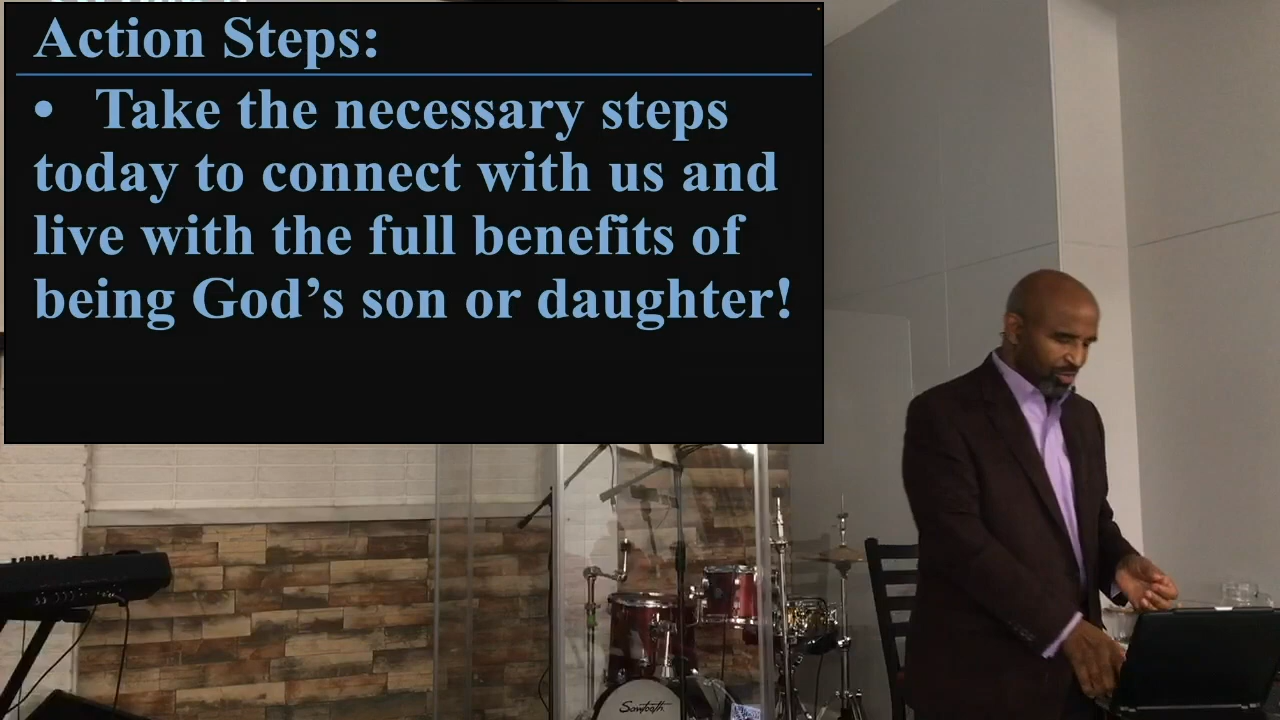 Action Steps:
• Take the necessary steps
today to connect with us and
live with the full benefits of
being God’s son or daughter!
Sawtooth